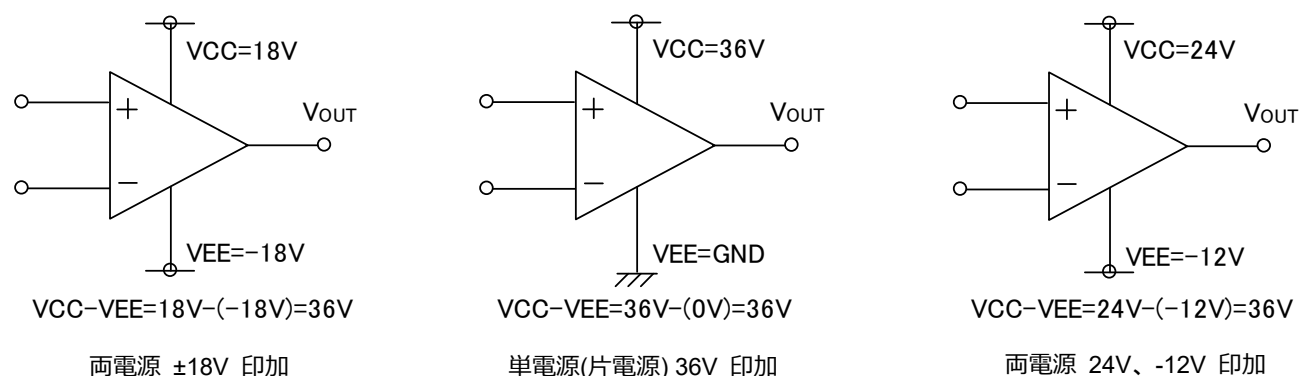 VCC=18V
+
VOUT
−
VEE=-18V
VCC-VEE=18V-(-18V)=36V
両電源 ±18V 印加
VCC=36V
+
VOUT
−
VEE=GND
VCC-VEE=36V-(0V)=36V
単電源(片電源) 36V 印加
VCC=24V
+
VOUT
−
VEE=-12V
VCC-VEE=24V-(-12V)=36V
両電源 24V、-12V 印加